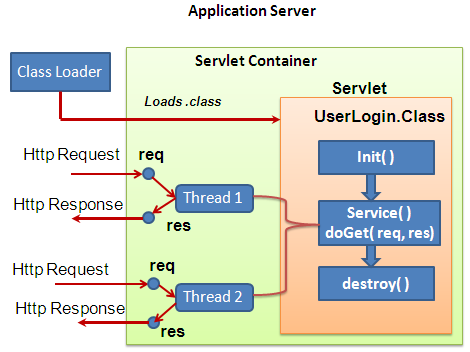 Application Server
Servlet Container
Class Loader
Servlet
Loads .class
UserLogin.Class
Http Request
req
Init( )
Http Response
Thread 1
res
Service( )
doGet( req, res)
Http Request
req
Thread 2
destroy( )
Http Response
res